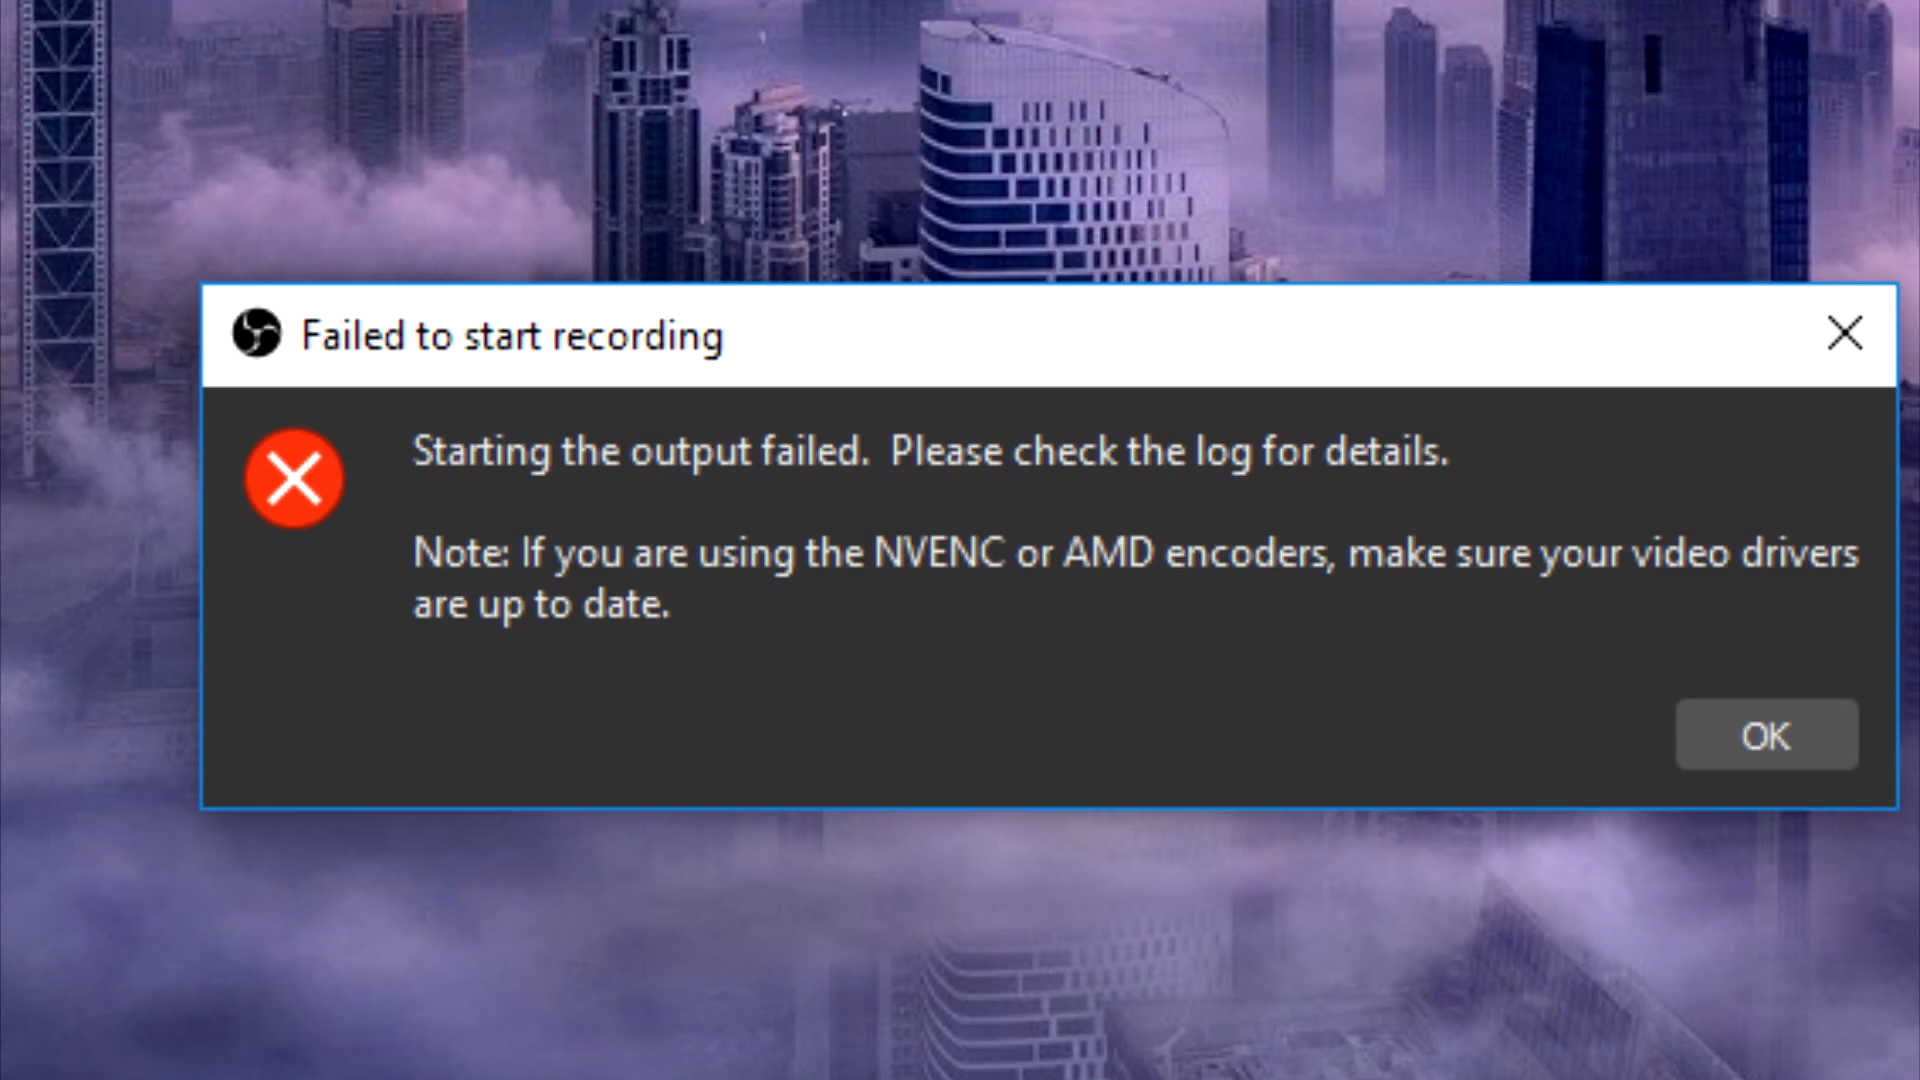 Failed to start recording
Starting the output failed.  Please check the log for details.
Note: If you are using the NVENC or AMD encoders, make sure your video drivers
are up to date.
OK